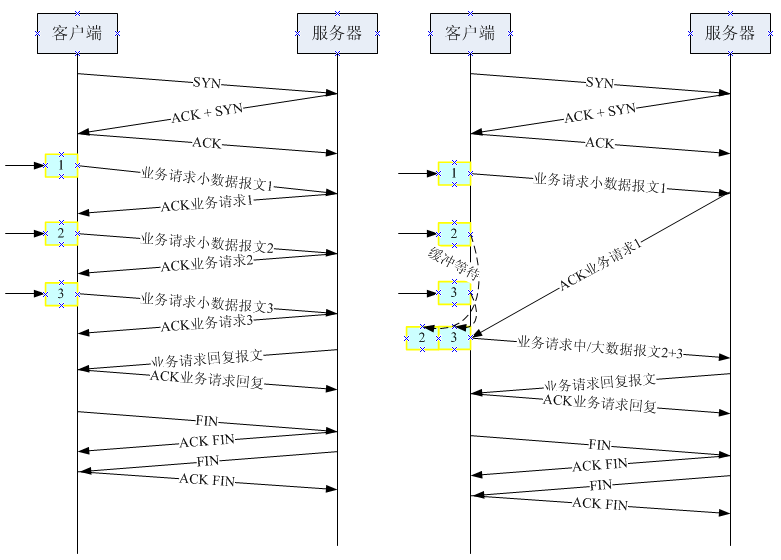 客户端
服务器
SYN
ACK + SYN
ACK
1
业务请求小数据报文1
ACK业务请求1
2
业务请求小数据报文2
ACK业务请求2
3
业务请求小数据报文3
ACK业务请求3
业务请求回复报文
ACK业务请求回复
FIN
ACK FIN
FIN
ACK FIN
客户端
服务器
SYN
ACK + SYN
ACK
1
业务请求小数据报文1
2
缓冲等待
ACK业务请求1
3
2
3
业务请求中/大数据报文2+3
业务请求回复报文
ACK业务请求回复
FIN
ACK FIN
FIN
ACK FIN